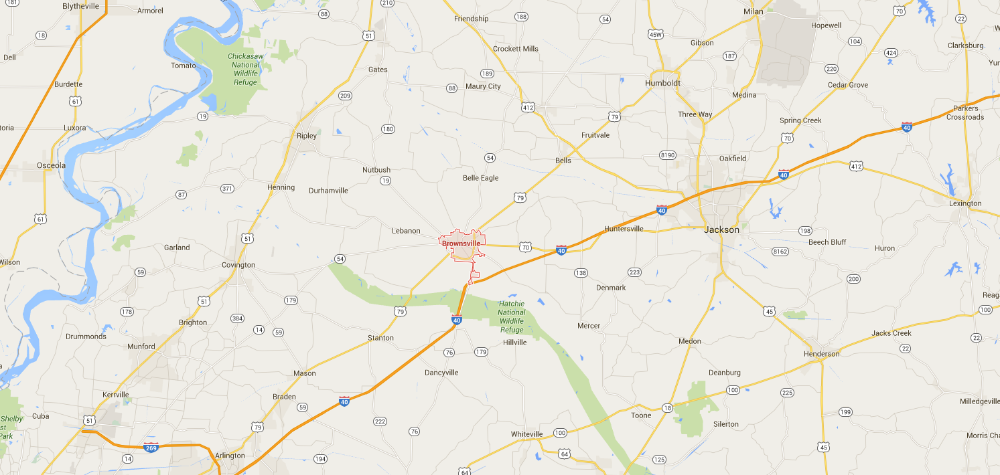 181
Blytheville
Armorel
88
210
Friendship
188
54
Milan
70
22
Hopewell
18
51
45W
Gibson
104
Clarksburg
Dell
Chickasaw
National
Wildlife
Refuge
Crockett Mills
187
424
Tomato
Gates
189
220
Burdette
88
Maury City
Humboldt
Cedar Grove
61
209
Medina
412
Parkers
Crossroads
19
79
Three Way
Spring Creek
40
Luxora
180
Ripley
Fruitvale
70
54
Bells
8190
Oakfield
Osceola
Nutbush
412
19
Belle Eagle
40
Henning
371
Durhamville
87
79
Lexington
61
40
Lebanon
Huntersville
Jackson
198
51
Brownsville
Beech Bluff
Garland
70
40
8162
Huron
Wilson
54
Covington
59
138
223
200
Denmark
179
51
Hatchie
National
Wildlife
Refuge
178
79
45
100
384
40
Brighton
Mercer
14
59
Drummonds
Stanton
Hillville
Medon
Jacks Creek
22
22
Munford
76
179
Henderson
Mason
Dancyville
Deanburg
100
225
Kerrville
Braden
40
59
18
Milledgeville
Cuba
51
222
Toone
199
Shelby
79
76
Silerton
Whiteville
100
Park
269
45
Arlington
64
14
194
125
64